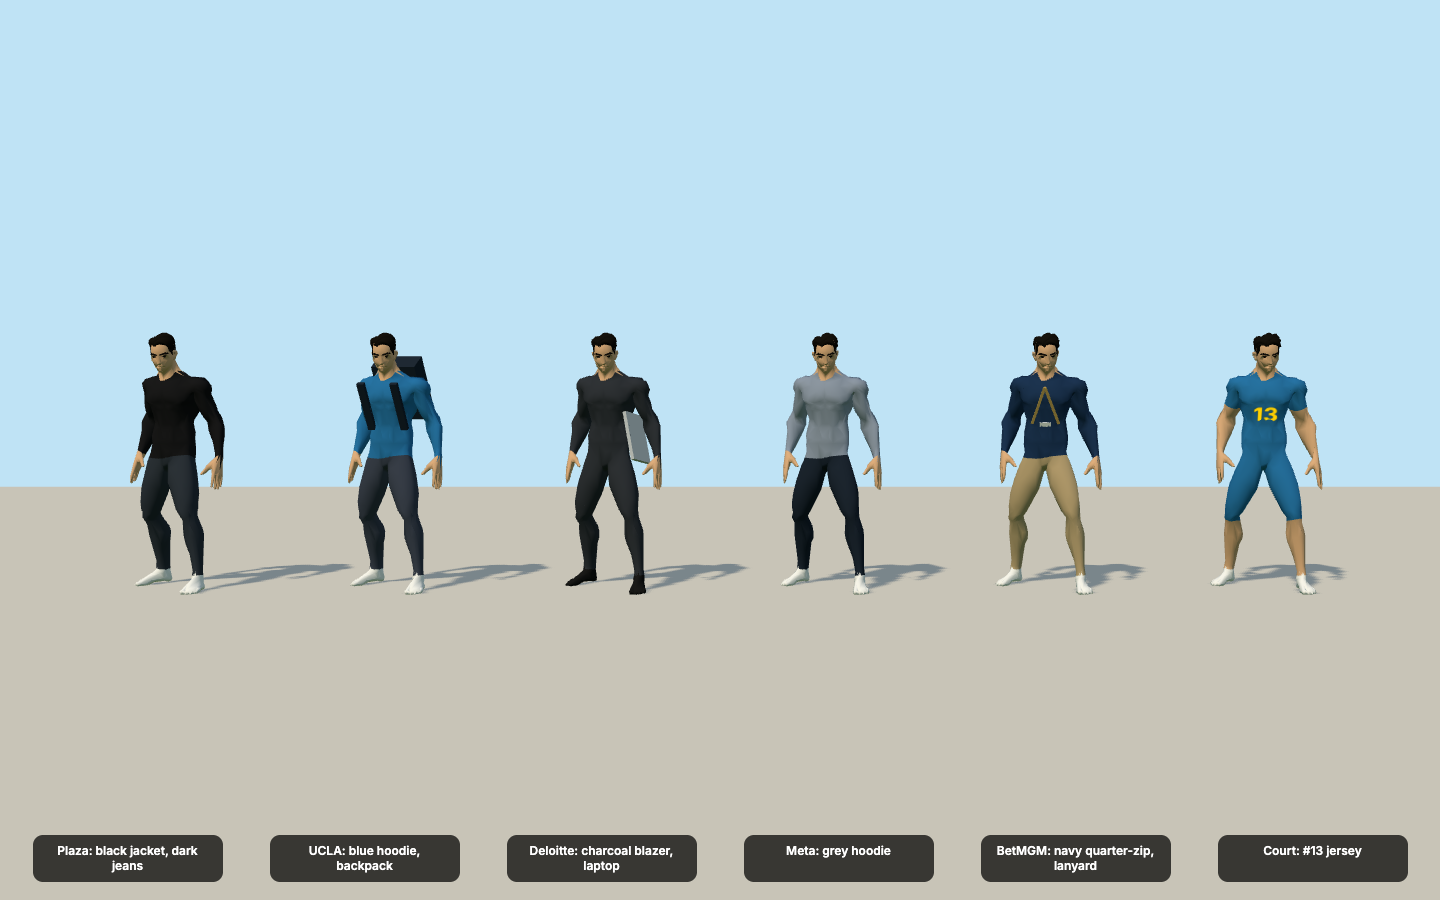 13
Plaza: black jacket, dark
jeans
UCLA: blue hoodie,
backpack
Deloitte: charcoal blazer,
laptop
Meta: grey hoodie
BetMGM: navy quarter-zip,
lanyard
Court: #13 jersey